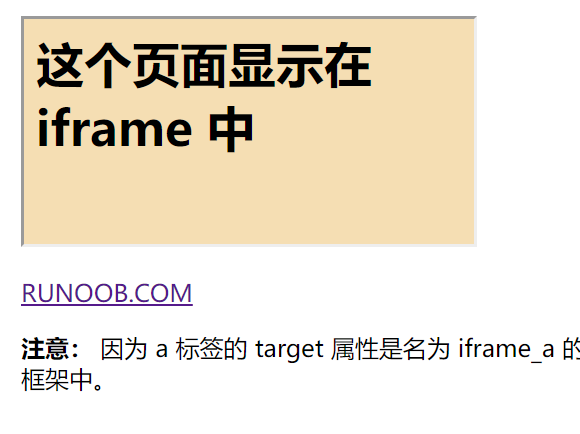 这个页面显示在
iframe 中
RUNOOB.COM
注意： 因为 a 标签的 target 属性是名为 iframe_a 的
框架中。